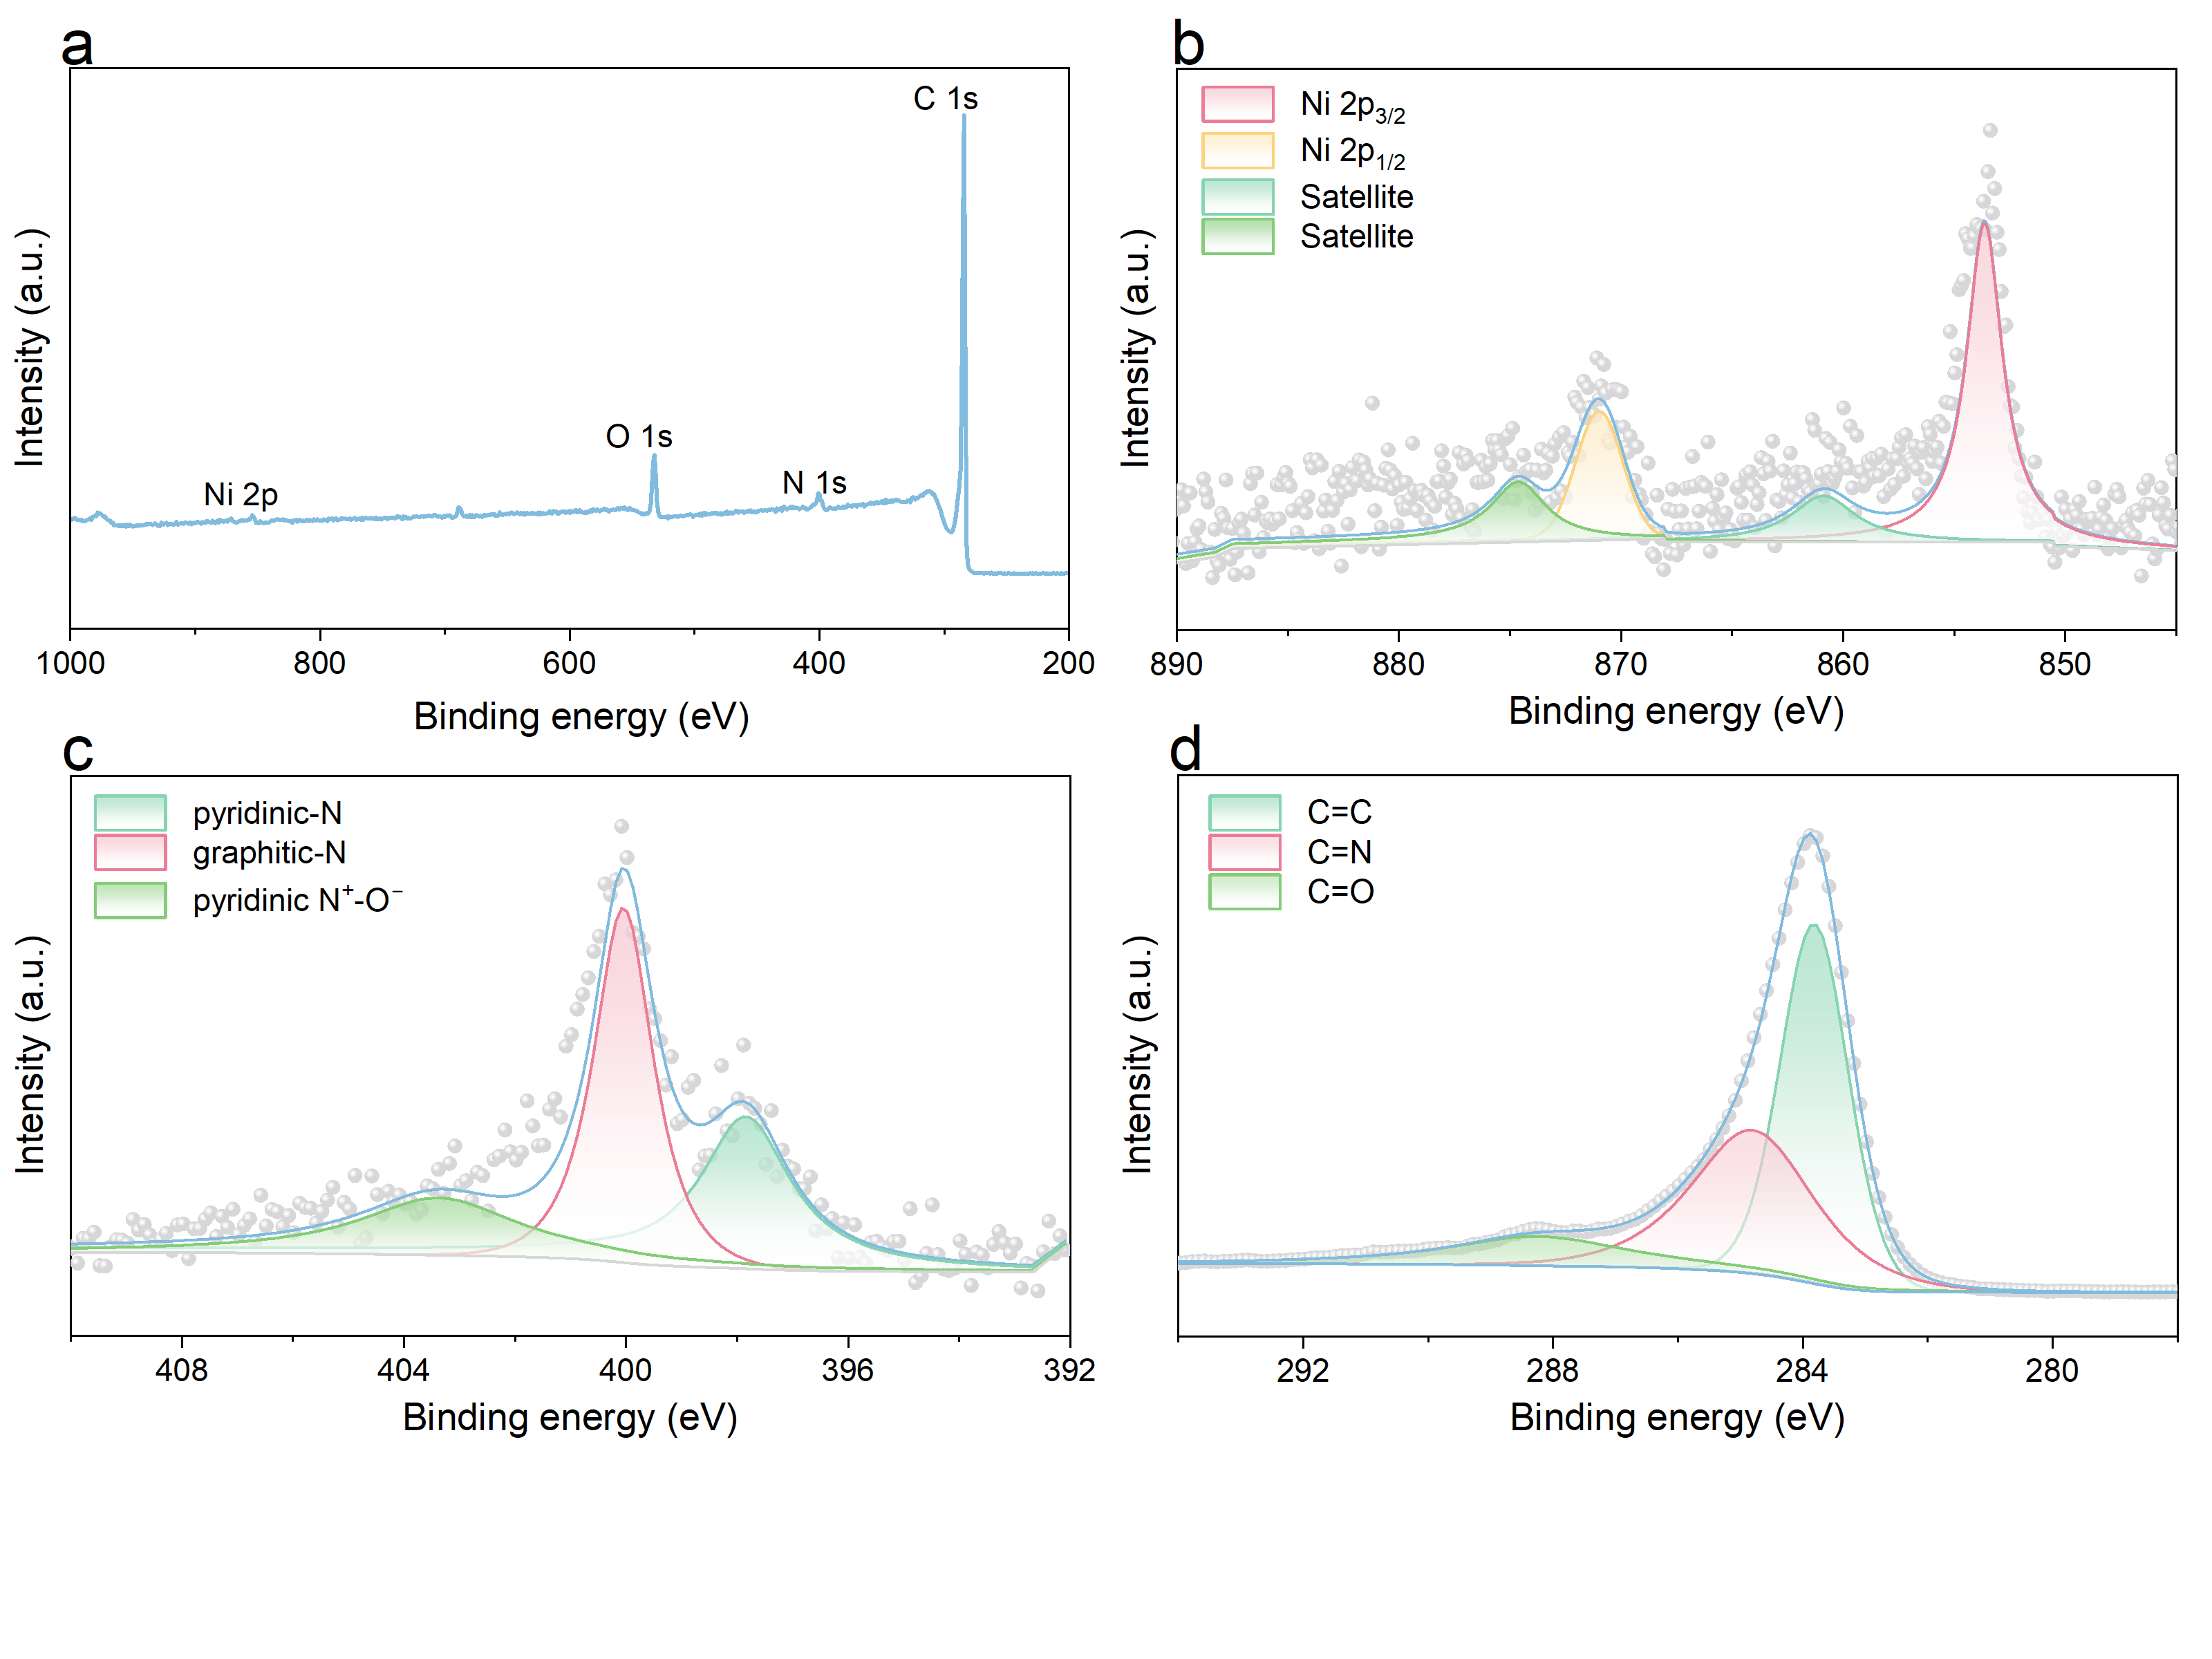 a
C 1s
O 1s
N 1s
Ni 2p
Intensity (a.u.)
1000 800 600 400 200
Binding energy (eV)
b
Ni 2p3/2
Ni 2p1/2
Satellite
Satellite
Intensity (a.u.)
890 880 870 860 850
Binding energy (eV)
c
pyridinic-N
graphitic-N
pyridinic N⁺-O⁻
Intensity (a.u.)
408 404 400 396 392
Binding energy (eV)
d
C=C
C=N
C=O
Intensity (a.u.)
292 288 284 280
Binding energy (eV)